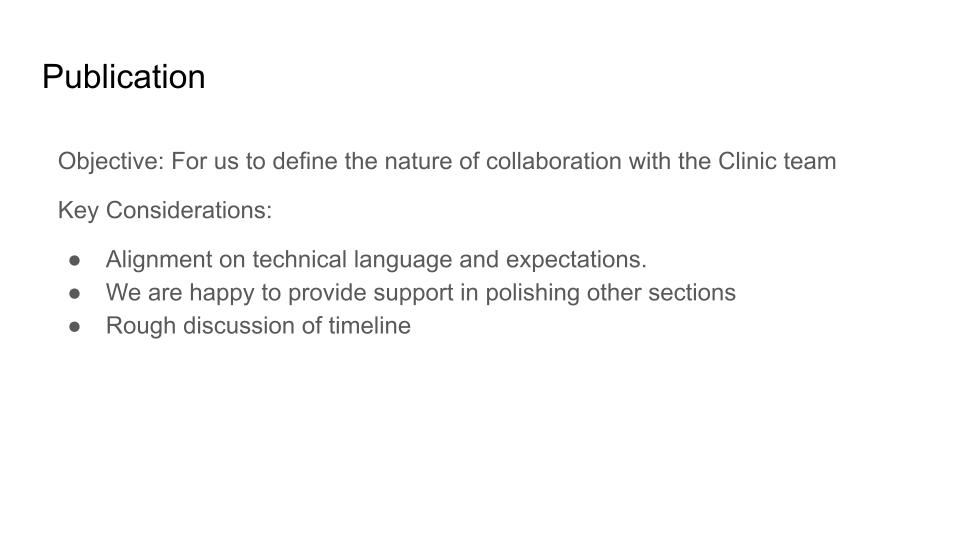 Publication
Objective: For us to define the nature of collaboration with the Clinic team
Key Considerations:
● Alignment on technical language and expectations.
● We are happy to provide support in polishing other sections
● Rough discussion of timeline